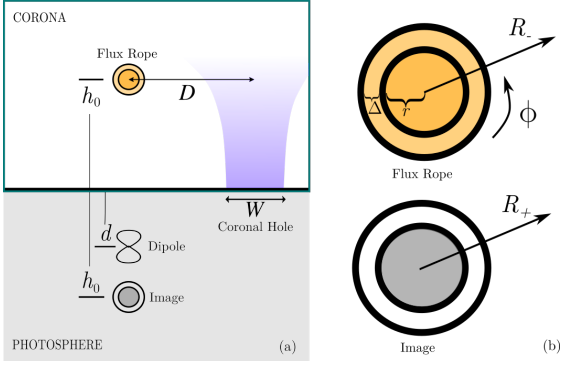 CORONA
Flux Rope
h₀
D
W
Coronal Hole
d
Dipole
h₀
Image
PHOTOSPHERE
(a)
R₋
Δ
r
ϕ
Flux Rope
R₊
Image
(b)